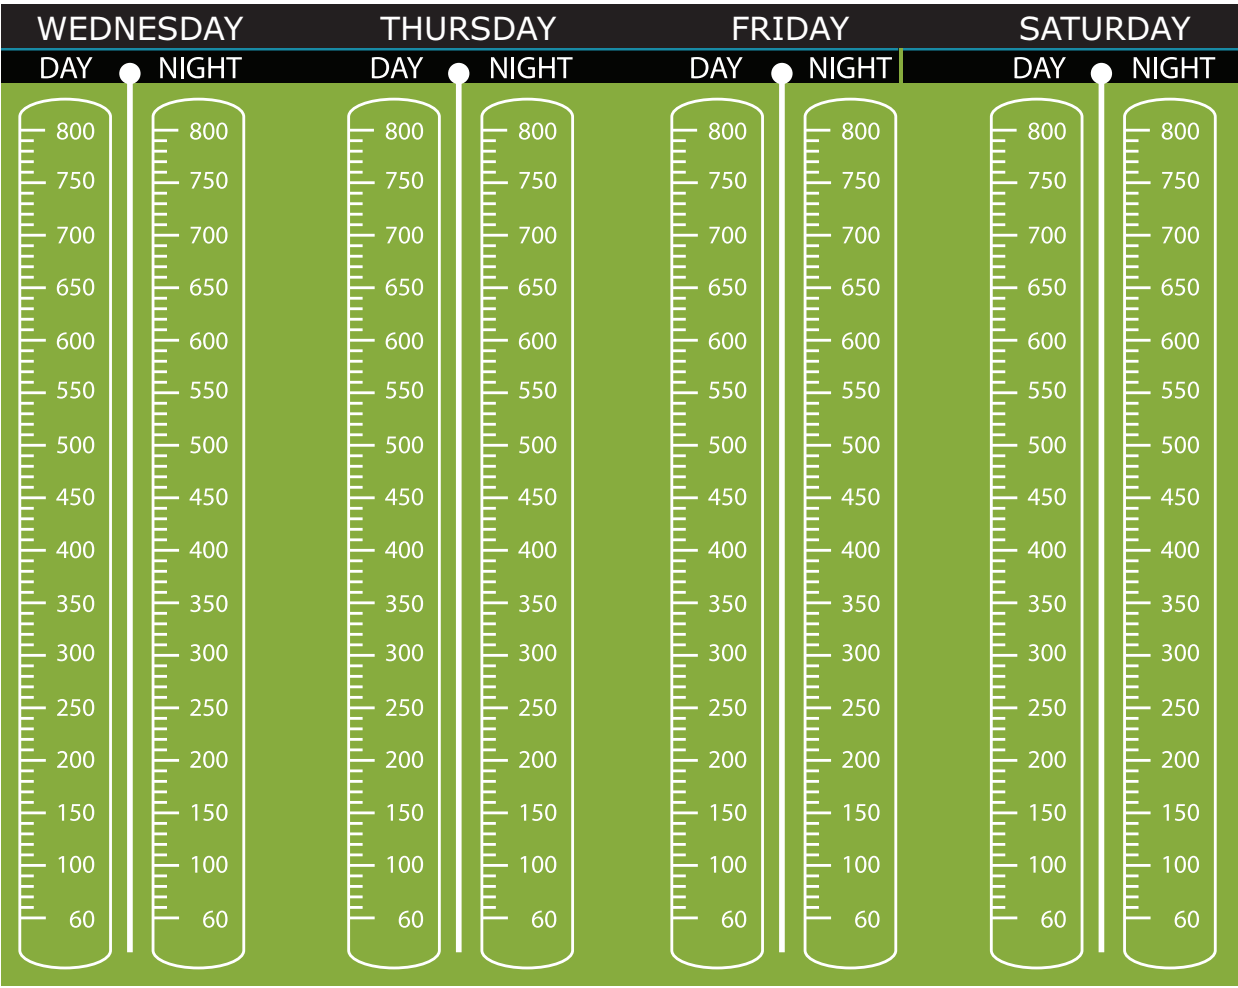 WEDNESDAY THURSDAY FRIDAY SATURDAY
DAY NIGHT DAY NIGHT DAY NIGHT DAY NIGHT
800 800 800 800 800 800 800 800
750 750 750 750 750 750 750 750
700 700 700 700 700 700 700 700
650 650 650 650 650 650 650 650
600 600 600 600 600 600 600 600
550 550 550 550 550 550 550 550
500 500 500 500 500 500 500 500
450 450 450 450 450 450 450 450
400 400 400 400 400 400 400 400
350 350 350 350 350 350 350 350
300 300 300 300 300 300 300 300
250 250 250 250 250 250 250 250
200 200 200 200 200 200 200 200
150 150 150 150 150 150 150 150
100 100 100 100 100 100 100 100
60 60 60 60 60 60 60 60